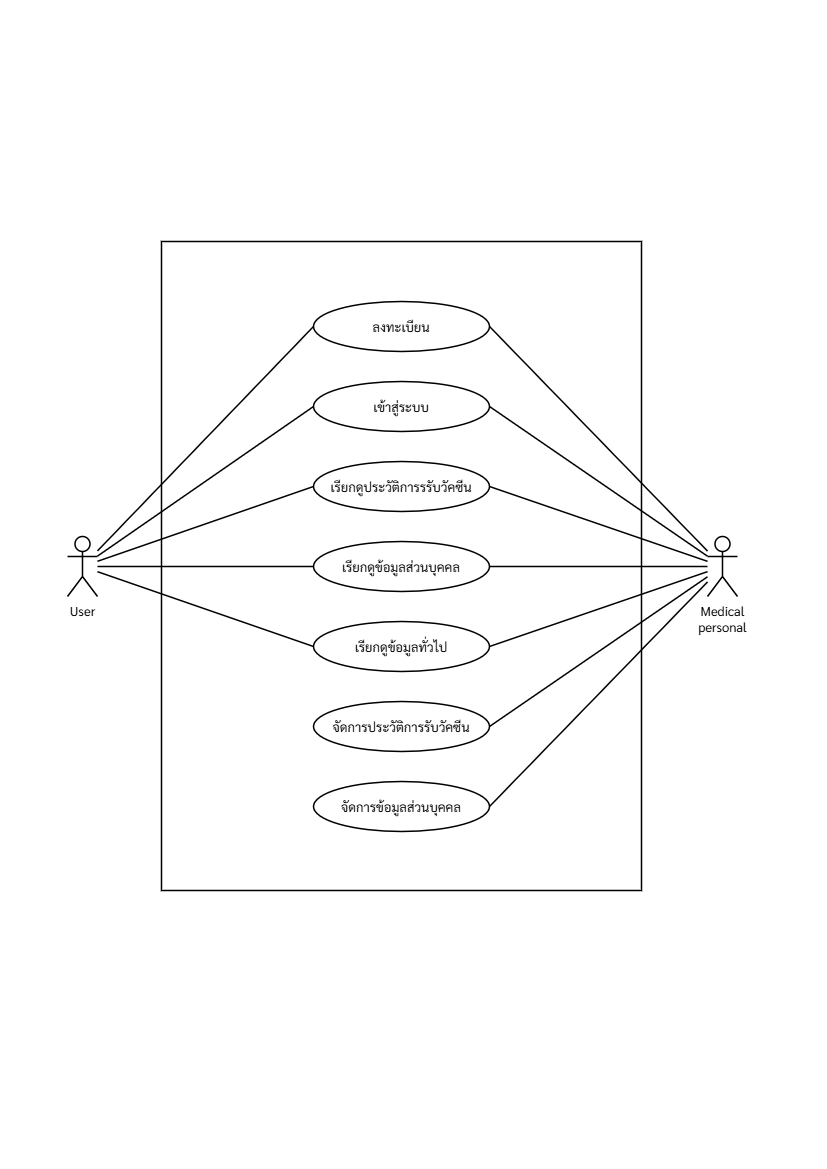 ลงทะเบียน
เข้าสู่ระบบ
เรียกดูประวัติการรรับวัคซีน
เรียกดูข้อมูลส่วนบุคคล
User
Medical
personal
เรียกดูข้อมูลทั่วไป
จัดการประวัติการรับวัคซีน
จัดการข้อมูลส่วนบุคคล